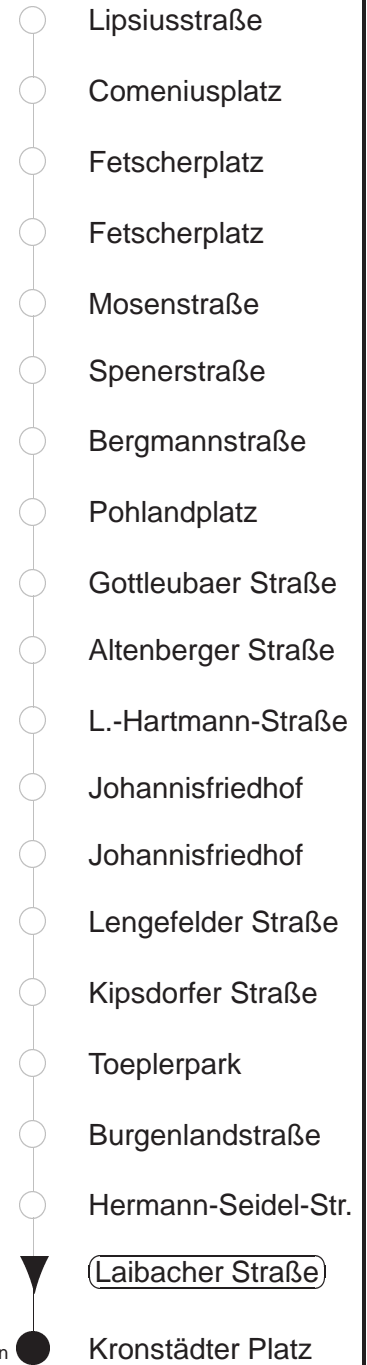 Lipsiusstraße
Comeniusplatz
Fetscherplatz
Fetscherplatz
Mosenstraße
Spenerstraße
Bergmannstraße
Pohlandplatz
Gottleubaer Straße
Altenberger Straße
L.-Hartmann-Straße
Johannisfriedhof
Johannisfriedhof
Lengefelder Straße
Kipsdorfer Straße
Toeplerpark
Burgenlandstraße
Hermann-Seidel-Str.
Laibacher Straße
n Kronstädter Platz